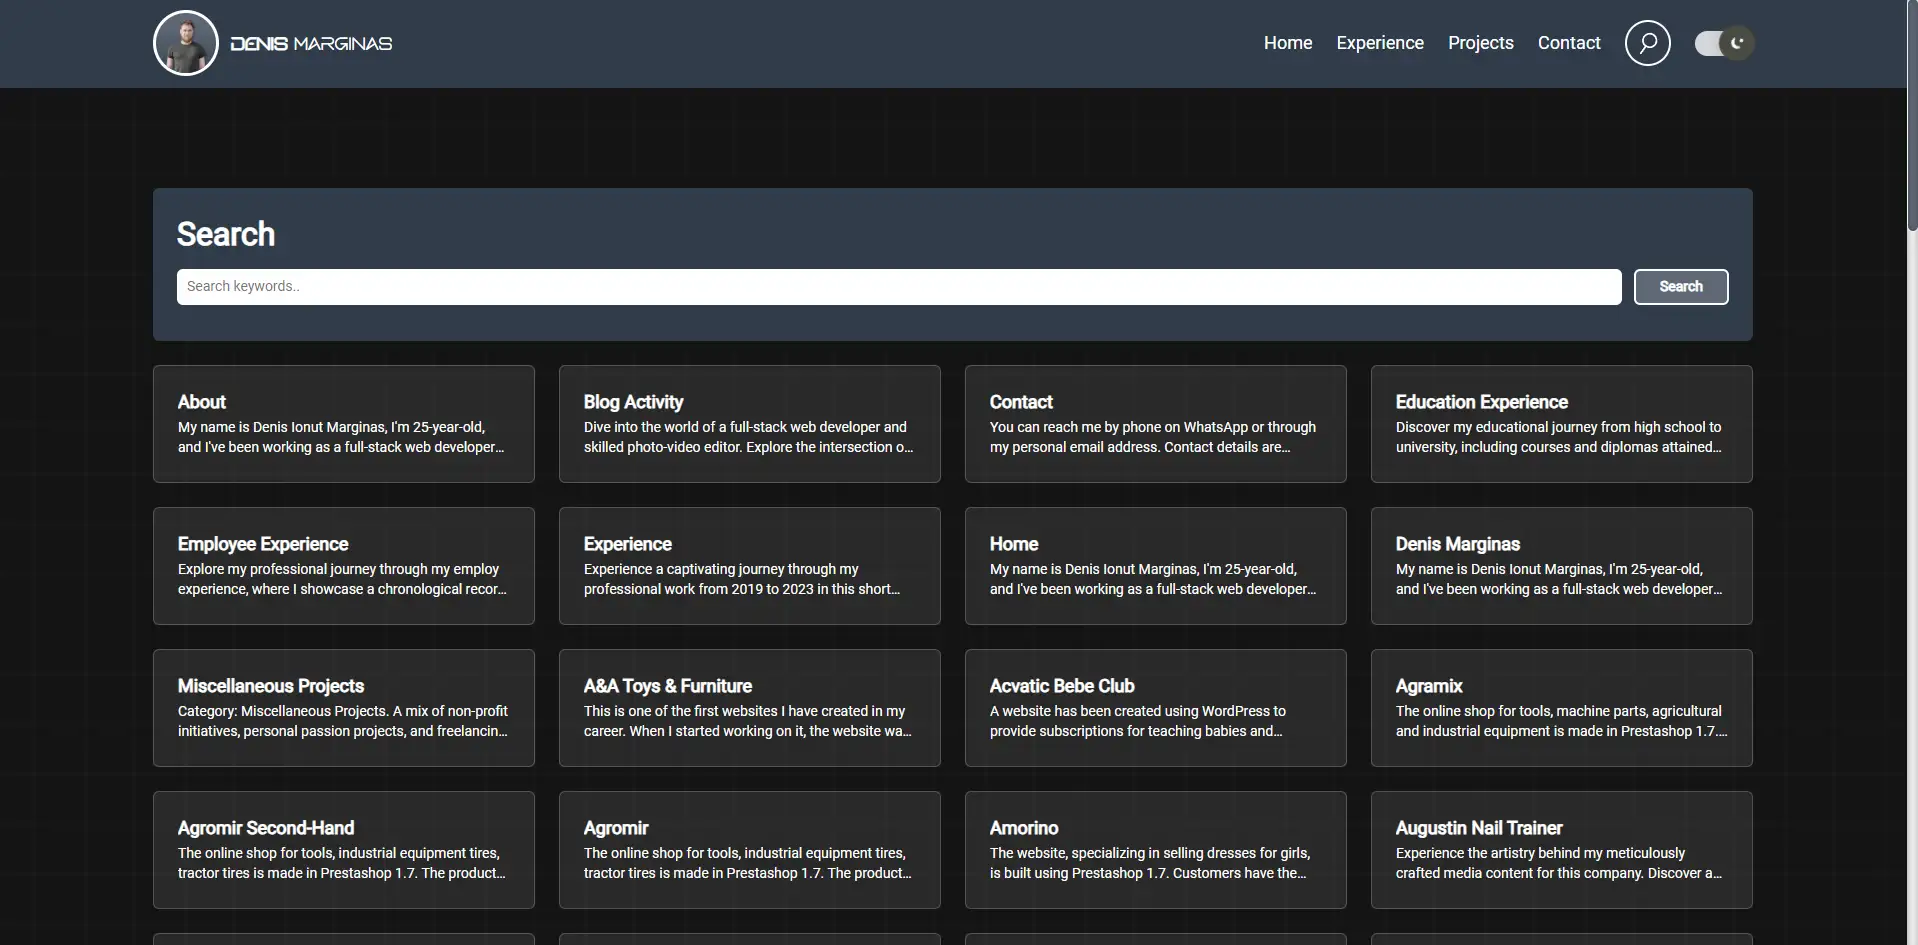 DENIS MARGINAS
Home
Experience
Projects
Contact
Search
Search keywords..
Search
About
My name is Denis Ionut Marginas, I'm 25-year-old,
and I've been working as a full-stack web developer...
Blog Activity
Dive into the world of a full-stack web developer and
skilled photo-video editor. Explore the intersection o...
Contact
You can reach me by phone on WhatsApp or through
my personal email address. Contact details are...
Education Experience
Discover my educational journey from high school to
university, including courses and diplomas attained...
Employee Experience
Explore my professional journey through my employ
experience, where I showcase a chronological recor...
Experience
Experience a captivating journey through my
professional work from 2019 to 2023 in this short...
Home
My name is Denis Ionut Marginas, I'm 25-year-old,
and I've been working as a full-stack web developer...
Denis Marginas
My name is Denis Ionut Marginas, I'm 25-year-old,
and I've been working as a full-stack web developer...
Miscellaneous Projects
Category: Miscellaneous Projects. A mix of non-profit
initiatives, personal passion projects, and freelancin...
A&A Toys & Furniture
This is one of the first websites I have created in my
career. When I started working on it, the website wa...
Acvatic Bebe Club
A website has been created using WordPress to
provide subscriptions for teaching babies and...
Agramix
The online shop for tools, machine parts, agricultural
and industrial equipment is made in Prestashop 1.7....
Agromir Second-Hand
The online shop for tools, industrial equipment tires,
tractor tires is made in Prestashop 1.7. The product...
Agromir
The online shop for tools, industrial equipment tires,
tractor tires is made in Prestashop 1.7. The product...
Amorino
The website, specializing in selling dresses for girls,
is built using Prestashop 1.7. Customers have the...
Augustin Nail Trainer
Experience the artistry behind my meticulously
crafted media content for this company. Discover a...